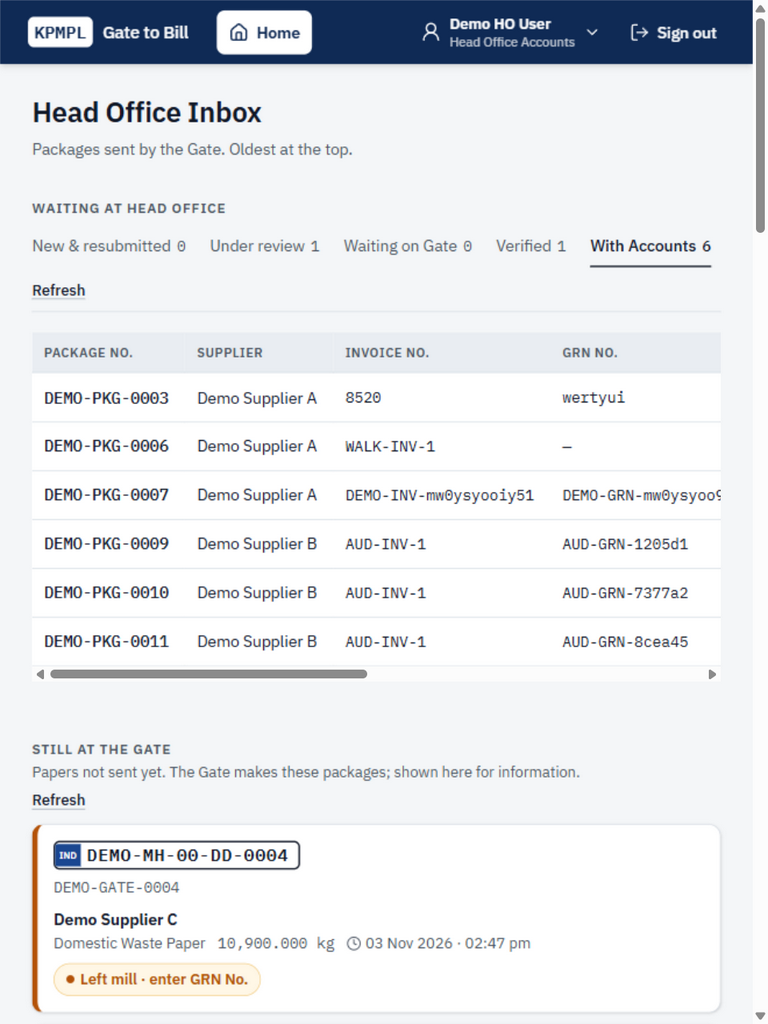 KPMPL Gate to Bill Home Demo HO User Sign out
Head Office Accounts
Head Office Inbox
Packages sent by the Gate. Oldest at the top.
WAITING AT HEAD OFFICE
New & resubmitted 0 Under review 1 Waiting on Gate 0 Verified 1 With Accounts 6
Refresh
PACKAGE NO. SUPPLIER INVOICE NO. GRN NO.
DEMO-PKG-0003 Demo Supplier A 8520 wertyui
DEMO-PKG-0006 Demo Supplier A WALK-INV-1 —
DEMO-PKG-0007 Demo Supplier A DEMO-INV-mw0ysyooiy51 DEMO-GRN-mw0ysyoo9
DEMO-PKG-0009 Demo Supplier B AUD-INV-1 AUD-GRN-1205d1
DEMO-PKG-0010 Demo Supplier B AUD-INV-1 AUD-GRN-7377a2
DEMO-PKG-0011 Demo Supplier B AUD-INV-1 AUD-GRN-8cea45
STILL AT THE GATE
Papers not sent yet. The Gate makes these packages; shown here for information.
Refresh
IND DEMO-MH-00-DD-0004
DEMO-GATE-0004
Demo Supplier C
Domestic Waste Paper 10,900.000 kg 03 Nov 2026 · 02:47 pm
Left mill · enter GRN No.